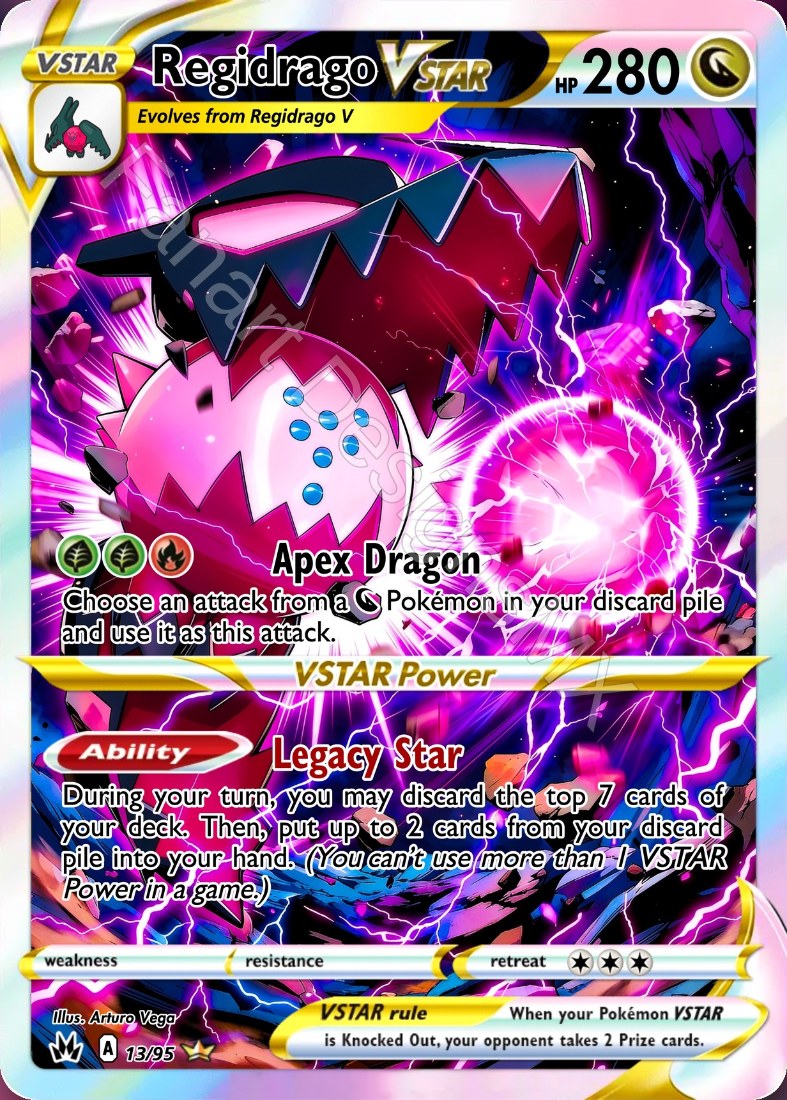 VSTAR
Regidrago VSTAR
HP 280
Evolves from Regidrago V
Fanart Designs MX
Apex Dragon
Choose an attack from a Pokémon in your discard pile
and use it as this attack.
VSTAR Power
Ability
Legacy Star
During your turn, you may discard the top 7 cards of
your deck. Then, put up to 2 cards from your discard
pile into your hand. (You can't use more than 1 VSTAR
Power in a game.)
weakness
resistance
retreat
Illus. Arturo Vega
A 13/95
VSTAR rule
When your Pokémon VSTAR
is Knocked Out, your opponent takes 2 Prize cards.